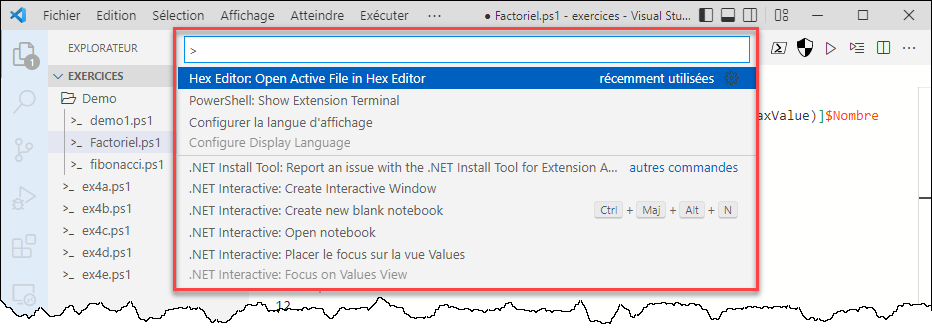 Fichier Edition Sélection Affichage Atteindre Exécuter ··· ● Factoriel.ps1 - exercices - Visual Stu...
EXPLORATEUR
1
>
EXERCICES
Hex Editor: Open Active File in Hex Editor récemment utilisées
Demo
PowerShell: Show Extension Terminal
demo1.ps1
Configurer la langue d'affichage
axValue)]$Nombre
Factoriel.ps1
Configure Display Language
fibonacci.ps1
.NET Install Tool: Report an issue with the .NET Install Tool for Extension A... autres commandes
ex4a.ps1
.NET Interactive: Create Interactive Window
ex4b.ps1
.NET Interactive: Create new blank notebook Ctrl + Maj + Alt + N
ex4c.ps1
.NET Interactive: Open notebook
ex4d.ps1
.NET Interactive: Placer le focus sur la vue Values
ex4e.ps1
.NET Interactive: Focus on Values View
12